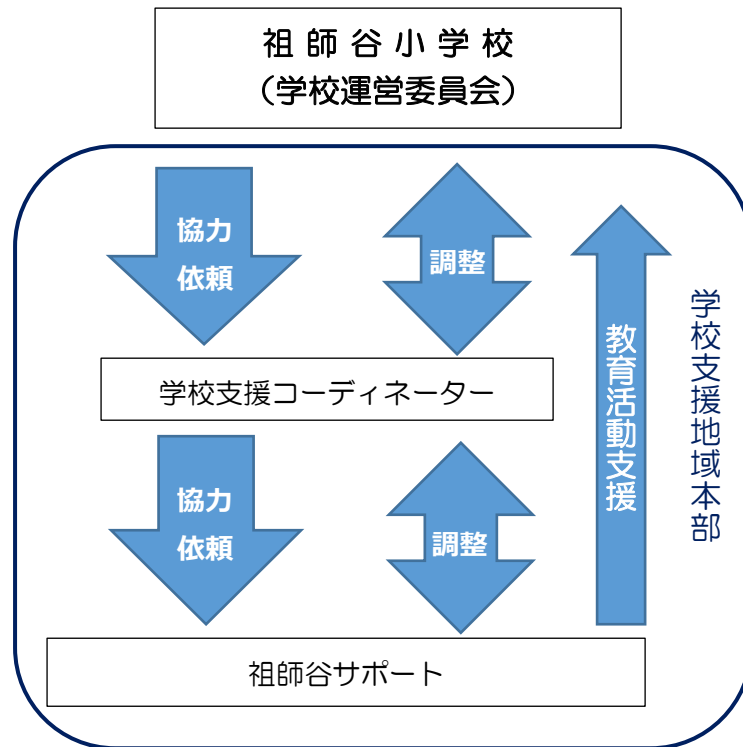 祖師谷小学校
（学校運営委員会）
協力
依頼
調整
教育活動支援
学校支援地域本部
学校支援コーディネーター
協力
依頼
調整
祖師谷サポート